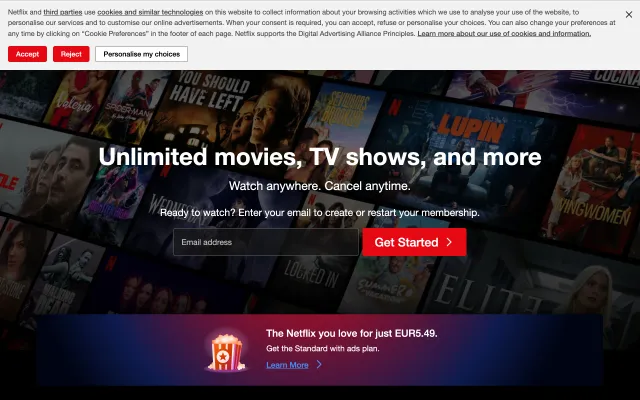 Netflix and third parties use cookies and similar technologies on this website to collect information about your browsing activities which we use to analyse your use of the website, to
personalise our services and to customise our online advertisements. When your consent is required, you can accept, refuse or personalise your choices. You can also change your preferences at
any time by clicking on “Cookie Preferences” in the footer of each page. Netflix supports the Digital Advertising Alliance Principles. Learn more about our use of cookies and information.
Accept
Reject
Personalise my choices
YOU SHOULD
HAVE LEFT
Valeria
SPIDER-MAN
LUPIN
WINGWOMEN
WEDNESDAY
LOCKED IN
ELITE
Unlimited movies, TV shows, and more
Watch anywhere. Cancel anytime.
Ready to watch? Enter your email to create or restart your membership.
Email address
Get Started
The Netflix you love for just EUR5.49.
Get the Standard with ads plan.
Learn More